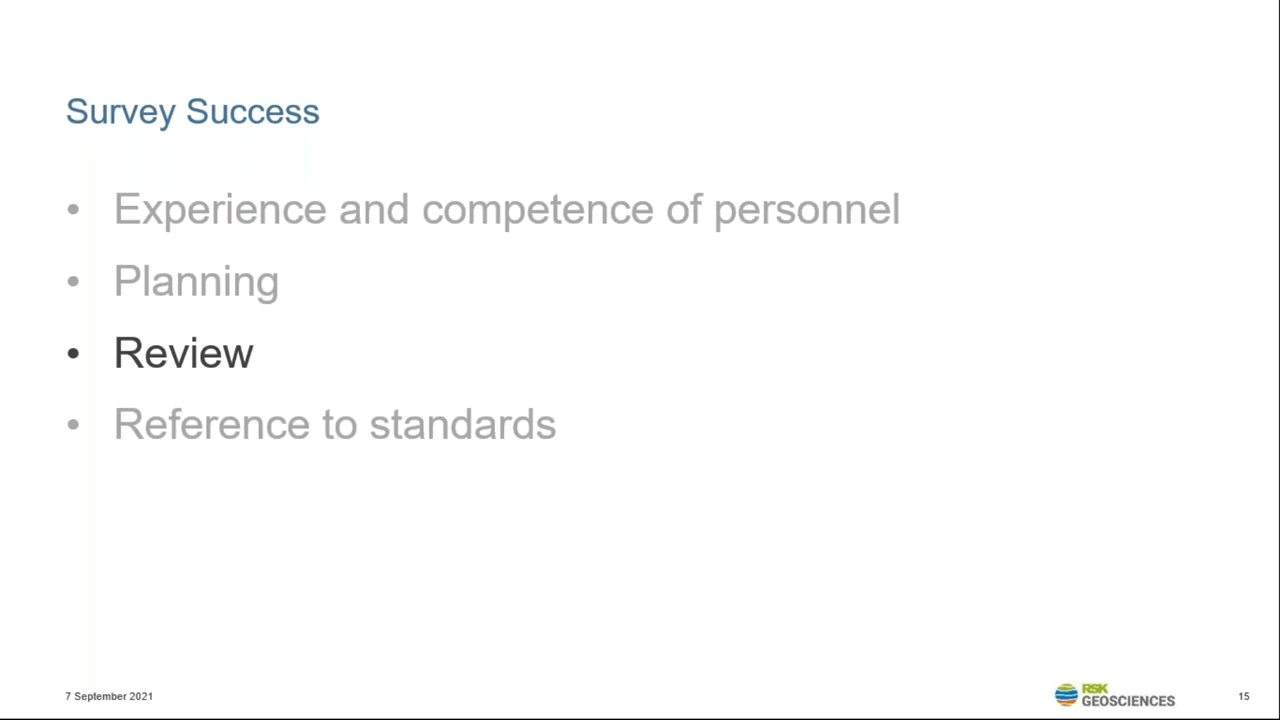 Survey Success
• Experience and competence of personnel
• Planning
• Review
• Reference to standards
7 September 2021
RSK
GEOSCIENCES
15